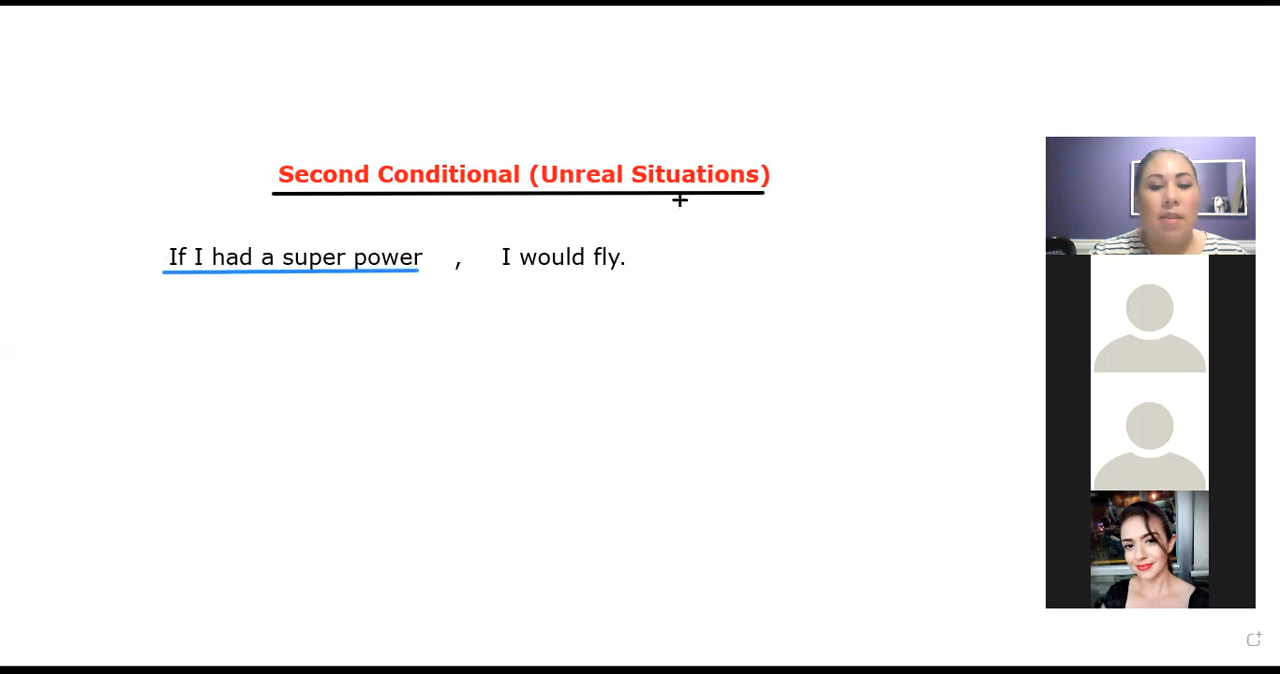 Second Conditional (Unreal Situations)
If I had a super power , I would fly.